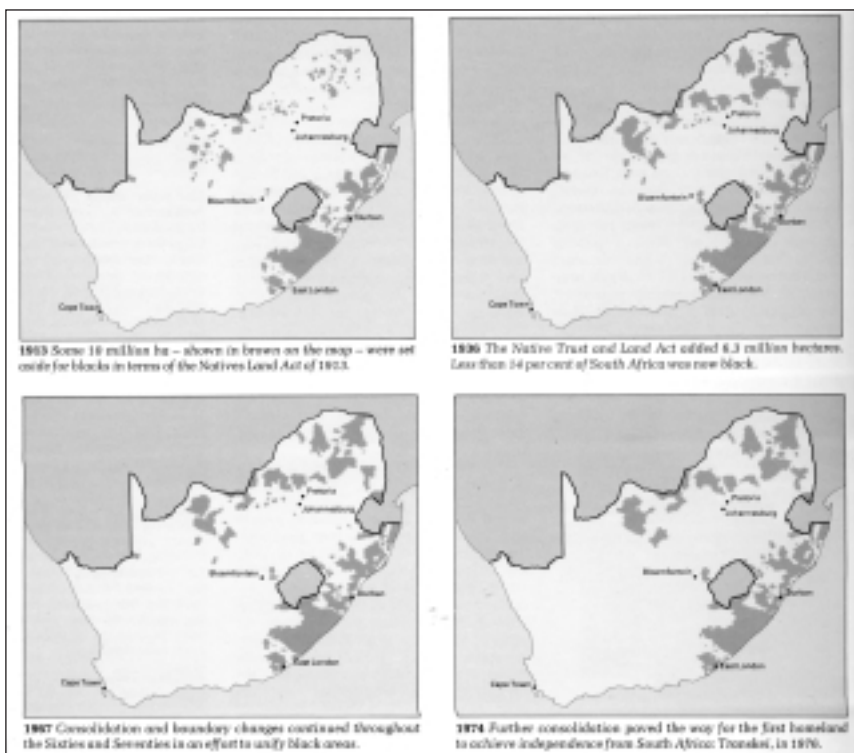 Pretoria
Johannesburg
Bloemfontein
Durban
East London
Cape Town
1913 Some 10 million ha – shown in brown on the map – were set
aside for blacks in terms of the Natives Land Act of 1913.
Pretoria
Johannesburg
Bloemfontein
Durban
East London
Cape Town
1936 The Native Trust and Land Act added 6.3 million hectares.
Less than 14 per cent of South Africa was now black.
Pretoria
Johannesburg
Bloemfontein
Durban
East London
Cape Town
1967 Consolidation and boundary changes continued throughout
the Sixties and Seventies in an effort to unify black areas.
Pretoria
Johannesburg
Bloemfontein
Durban
East London
Cape Town
1974 Further consolidation paved the way for the first homeland
to achieve independence from South Africa: Transkei, in 1976.